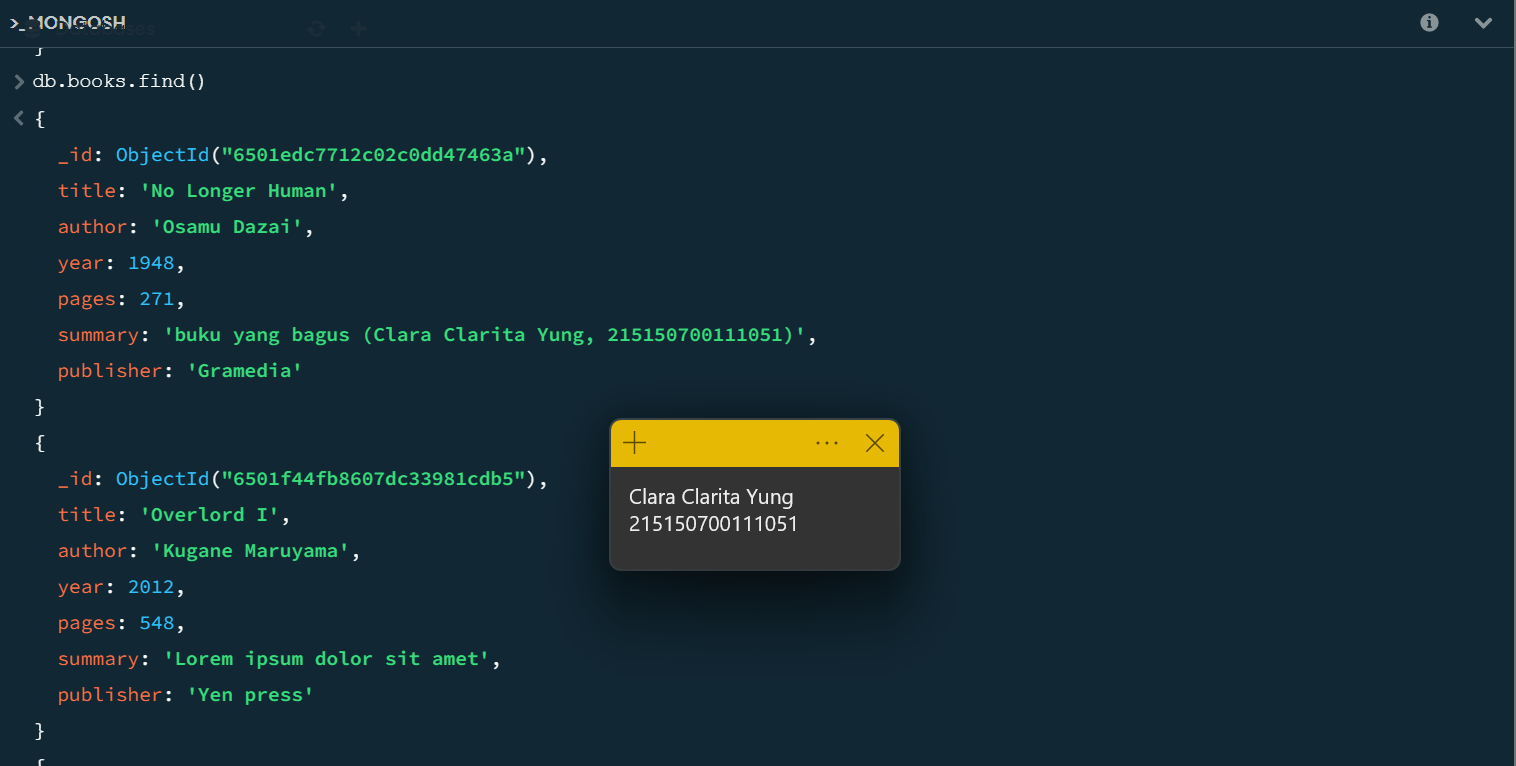 >_MONGOSH
Databases
}
> db.books.find()
< {
_id: ObjectId("6501edc7712c02c0dd47463a"),
title: 'No Longer Human',
author: 'Osamu Dazai',
year: 1948,
pages: 271,
summary: 'buku yang bagus (Clara Clarita Yung, 215150700111051)',
publisher: 'Gramedia'
}
{
_id: ObjectId("6501f44fb8607dc33981cdb5"),
title: 'Overlord I',
author: 'Kugane Maruyama',
year: 2012,
pages: 548,
summary: 'Lorem ipsum dolor sit amet',
publisher: 'Yen press'
}
{
Clara Clarita Yung
215150700111051